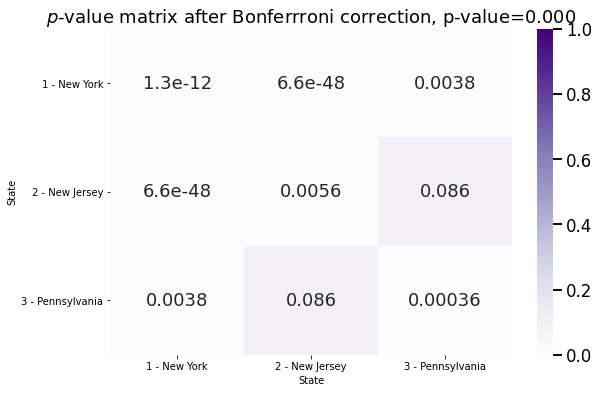 p-value matrix after Bonferrroni correction, p-value=0.000
1 - New York 1.3e-12 6.6e-48 0.0038
2 - New Jersey 6.6e-48 0.0056 0.086
3 - Pennsylvania 0.0038 0.086 0.00036
State
1 - New York 2 - New Jersey 3 - Pennsylvania
State
1.0
0.8
0.6
0.4
0.2
0.0